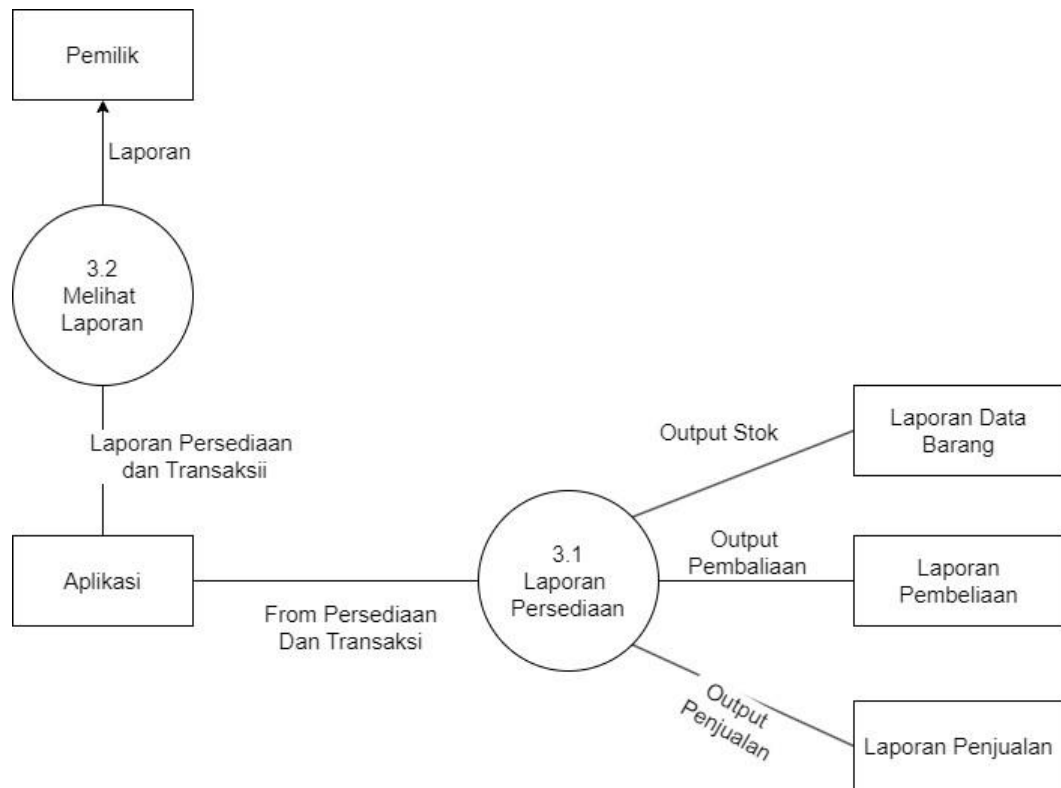 Pemilik
Laporan
3.2
Melihat
Laporan
Laporan Persediaan
dan Transaksii
Aplikasi
From Persediaan
Dan Transaksi
3.1
Laporan
Persediaan
Output Stok
Laporan Data
Barang
Output
Pembaliaan
Laporan
Pembeliaan
Output
Penjualan
Laporan Penjualan